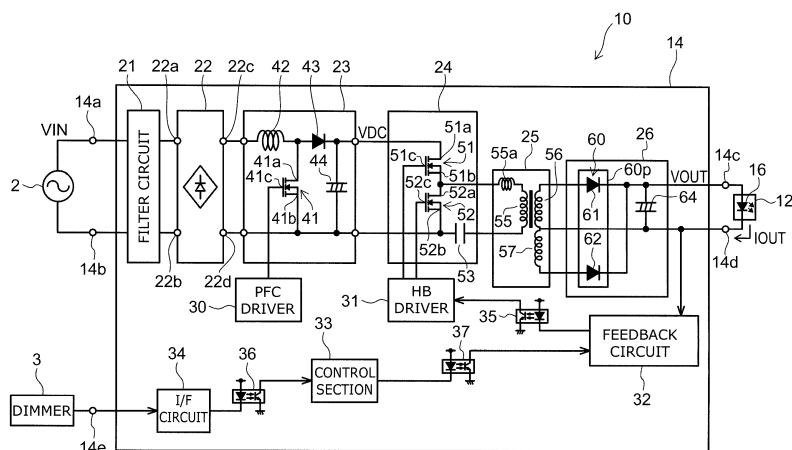 10
21
22a
22
22c
42
43
23
24
14
14a
VIN
VDC
51a
51
51c
51b
25
55a
56
60
26
60p
VOUT
14c
16
12
2
FILTER CIRCUIT
41a
41c
44
41b
41
52c
52a
52
52b
53
55
57
61
62
64
IOUT
14d
14b
22b
22d
30
PFC
DRIVER
31
HB
DRIVER
35
FEEDBACK
CIRCUIT
32
33
CONTROL
SECTION
37
34
36
I/F
CIRCUIT
3
DIMMER
14e